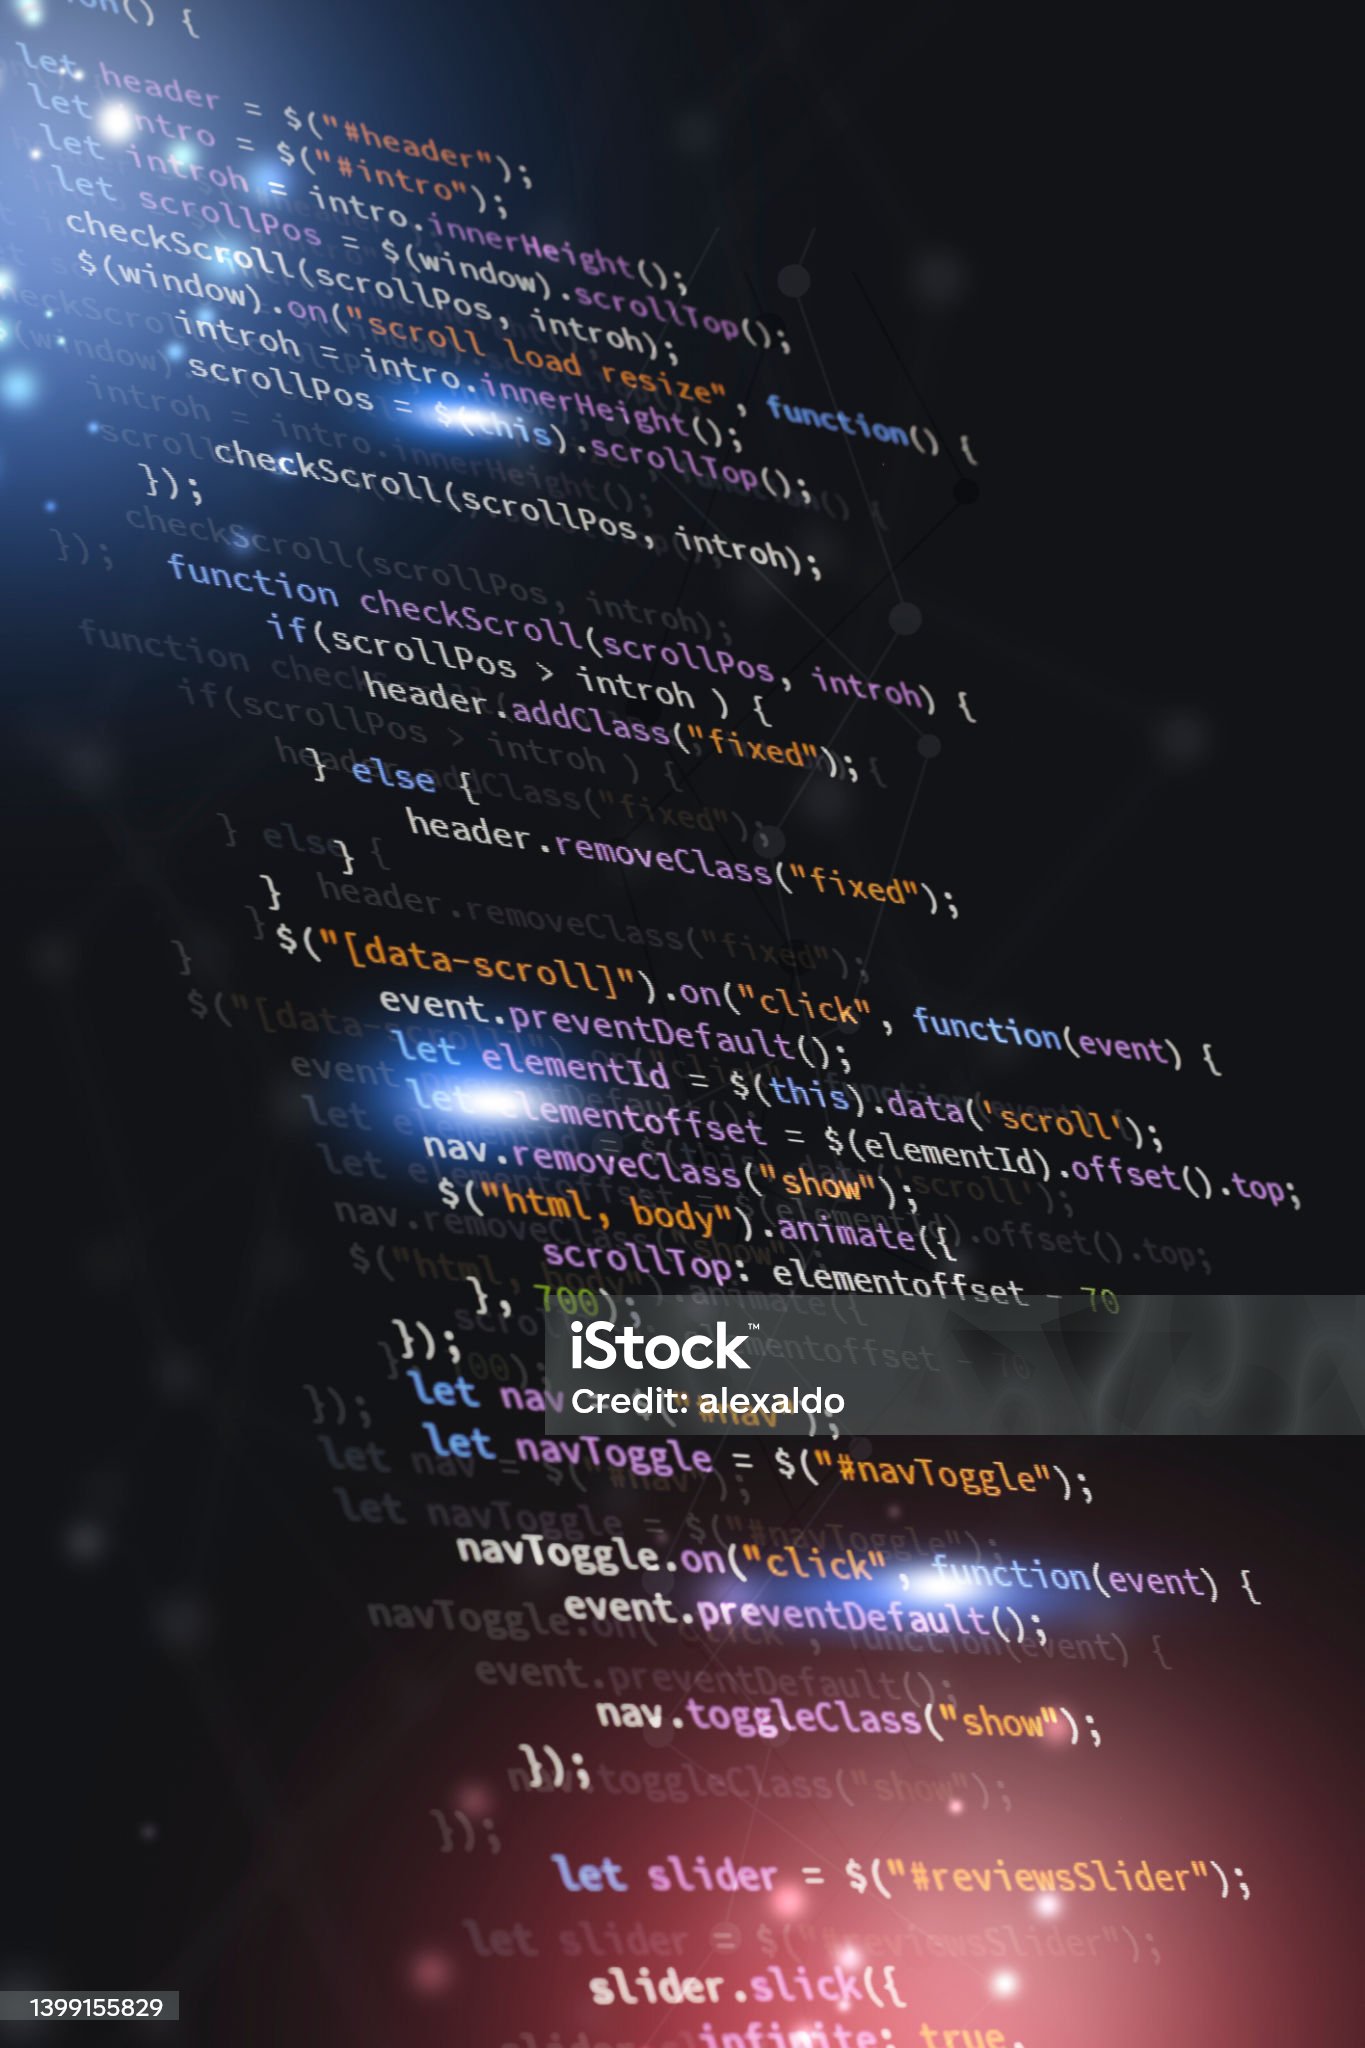 on() {
let header = $("#header");
let intro = $("#intro");
let introh = intro.innerHeight();
let scrollPos = $(window).scrollTop();
checkScroll(scrollPos, introh);
$(window).on("scroll load resize", function() {
introh = intro.innerHeight();
scrollPos = $(this).scrollTop();
checkScroll(scrollPos, introh);
});
function checkScroll(scrollPos, introh) {
if(scrollPos > introh ) {
header.addClass("fixed");
} else {
header.removeClass("fixed");
}
}
$("[data-scroll]").on("click", function(event) {
event.preventDefault();
let elementId = $(this).data('scroll');
let elementoffset = $(elementId).offset().top;
nav.removeClass("show");
$("html, body").animate({
scrollTop: elementoffset - 70
}, 700);
});
let nav = $("#nav");
let navToggle = $("#navToggle");
navToggle.on("click", function(event) {
event.preventDefault();
nav.toggleClass("show");
});
let slider = $("#reviewsSlider");
slider.slick({
infinite: true,
iStock™
Credit: alexaldo
1399155829